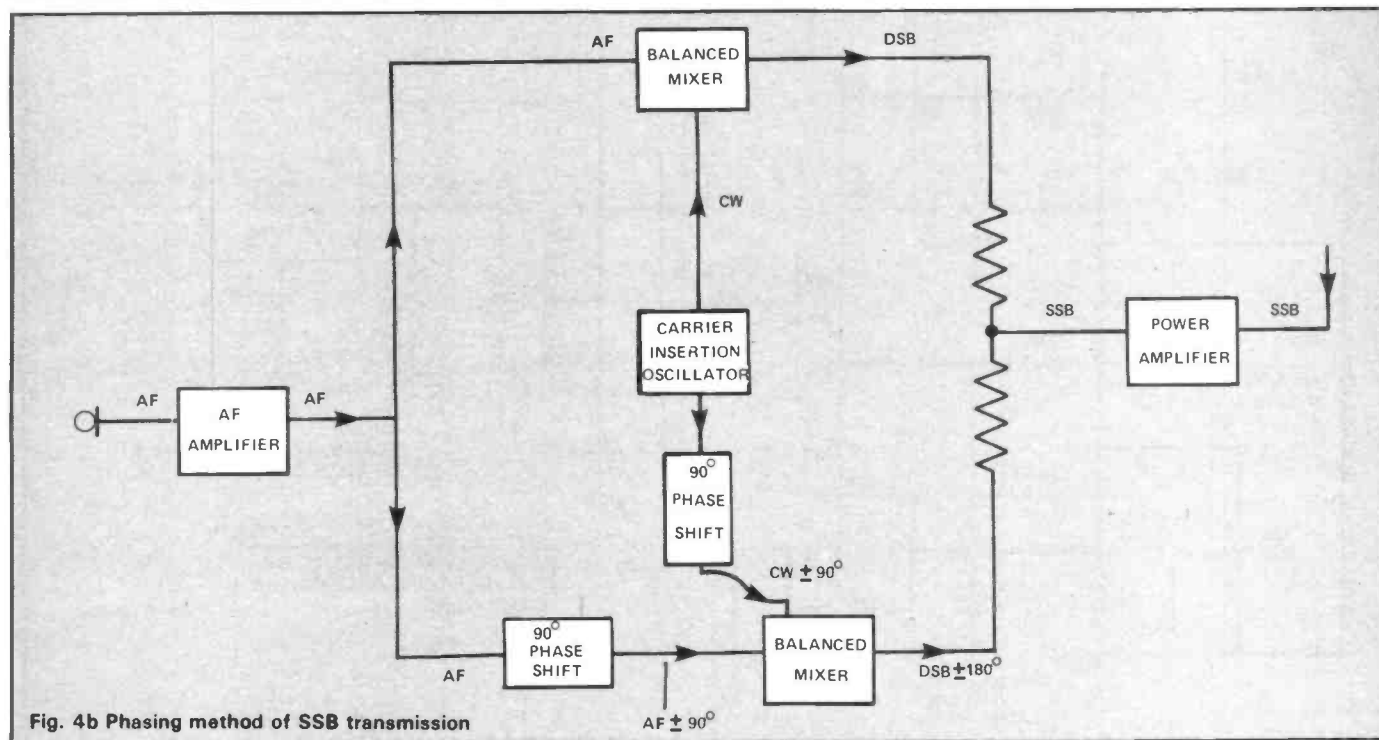 AF
BALANCED
MIXER
DSB
CW
CARRIER
INSERTION
OSCILLATOR
SSB
POWER
AMPLIFIER
SSB
AF
AF
AMPLIFIER
AF
90°
PHASE
SHIFT
CW ± 90°
90°
PHASE
SHIFT
AF
BALANCED
MIXER
DSB ± 180°
AF ± 90°
Fig. 4b Phasing method of SSB transmission